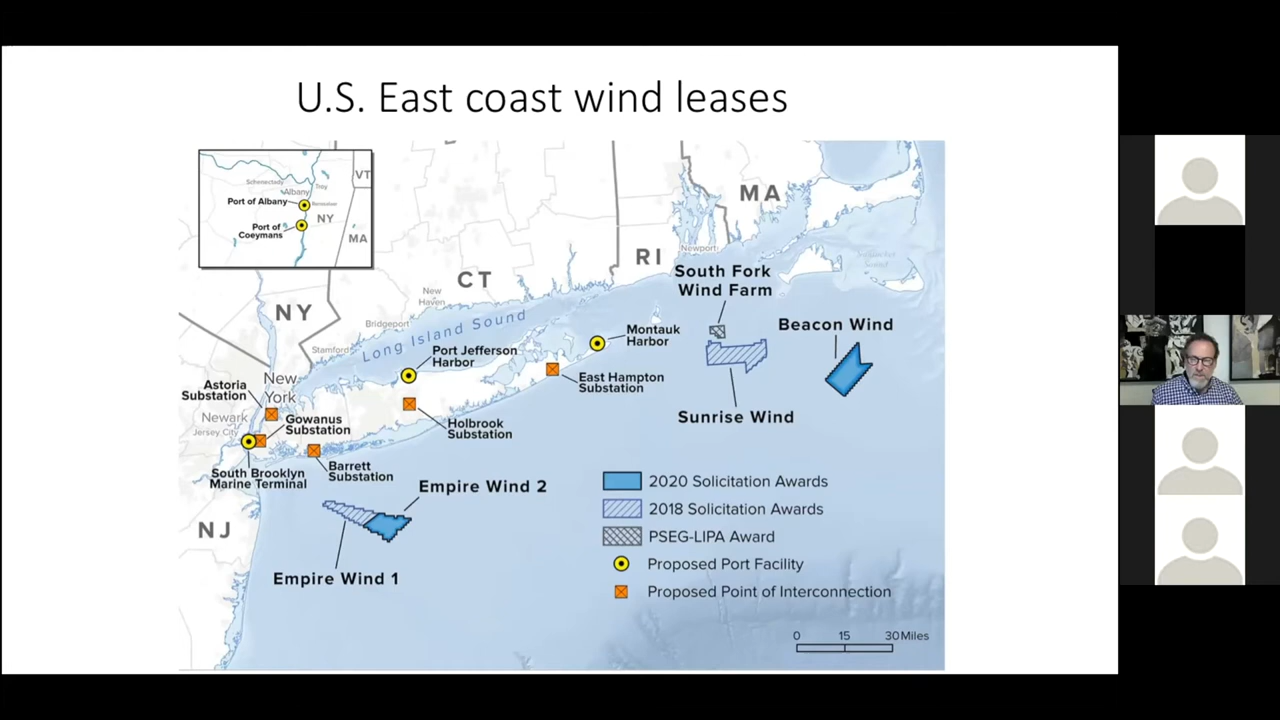 U.S. East coast wind leases
VT
Schenectady
Troy
Albany
Port of Albany
Rensselaer
NY
Port of
Coeymans
MA
MA
RI
Newport
CT
South Fork
Wind Farm
New
Haven
NY
Long Island Sound
Bridgeport
Beacon Wind
Montauk
Harbor
Stamford
Port Jefferson
Harbor
East Hampton
Substation
New
York
Astoria
Substation
Sunrise Wind
Newark
Gowanus
Substation
Holbrook
Substation
Jersey City
South Brooklyn
Marine Terminal
Barrett
Substation
Empire Wind 2
NJ
Empire Wind 1
2020 Solicitation Awards
2018 Solicitation Awards
PSEG-LIPA Award
Proposed Port Facility
Proposed Point of Interconnection
0 15 30 Miles